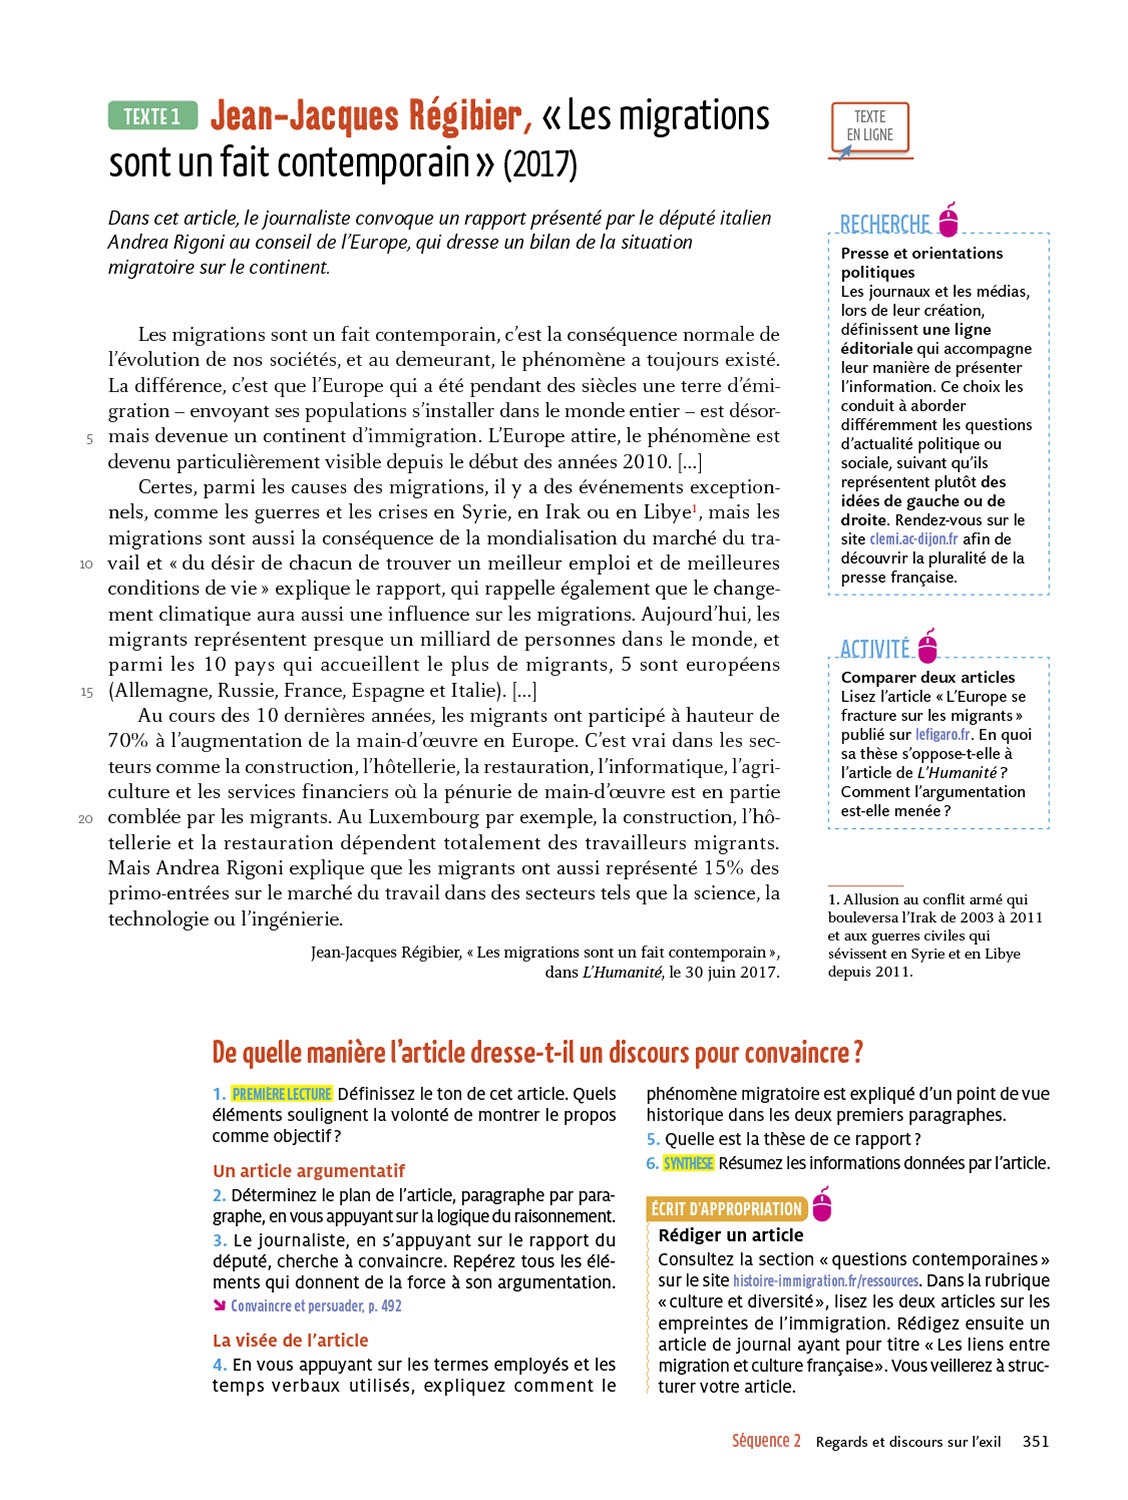 TEXTE 1 Jean-Jacques Régibier, « Les migrations
sont un fait contemporain » (2017)
Dans cet article, le journaliste convoque un rapport présenté par le député italien
Andrea Rigoni au conseil de l'Europe, qui dresse un bilan de la situation
migratoire sur le continent.
Les migrations sont un fait contemporain, c'est la conséquence normale de
l'évolution de nos sociétés, et au demeurant, le phénomène a toujours existé.
La différence, c'est que l'Europe qui a été pendant des siècles une terre d'émi-
gration – envoyant ses populations s'installer dans le monde entier – est désor-
5 mais devenue un continent d'immigration. L'Europe attire, le phénomène est
devenu particulièrement visible depuis le début des années 2010. [...]
Certes, parmi les causes des migrations, il y a des événements exception-
nels, comme les guerres et les crises en Syrie, en Irak ou en Libye1, mais les
migrations sont aussi la conséquence de la mondialisation du marché du tra-
10 vail et « du désir de chacun de trouver un meilleur emploi et de meilleures
conditions de vie » explique le rapport, qui rappelle également que le change-
ment climatique aura aussi une influence sur les migrations. Aujourd'hui, les
migrants représentent presque un milliard de personnes dans le monde, et
parmi les 10 pays qui accueillent le plus de migrants, 5 sont européens
15 (Allemagne, Russie, France, Espagne et Italie). [...]
Au cours des 10 dernières années, les migrants ont participé à hauteur de
70% à l'augmentation de la main-d'œuvre en Europe. C'est vrai dans les sec-
teurs comme la construction, l'hôtellerie, la restauration, l'informatique, l'agri-
culture et les services financiers où la pénurie de main-d'œuvre est en partie
20 comblée par les migrants. Au Luxembourg par exemple, la construction, l'hô-
tellerie et la restauration dépendent totalement des travailleurs migrants.
Mais Andrea Rigoni explique que les migrants ont aussi représenté 15% des
primo-entrées sur le marché du travail dans des secteurs tels que la science, la
technologie ou l'ingénierie.
Jean-Jacques Régibier, « Les migrations sont un fait contemporain »,
dans L'Humanité, le 30 juin 2017.
TEXTE
EN LIGNE
RECHERCHE
Presse et orientations
politiques
Les journaux et les médias,
lors de leur création,
définissent une ligne
éditoriale qui accompagne
leur manière de présenter
l'information. Ce choix les
conduit à aborder
différemment les questions
d'actualité politique ou
sociale, suivant qu'ils
représentent plutôt des
idées de gauche ou de
droite. Rendez-vous sur le
site clemi.ac-dijon.fr afin de
découvrir la pluralité de la
presse française.
ACTIVITÉ
Comparer deux articles
Lisez l'article « L'Europe se
fracture sur les migrants »
publié sur lefigaro.fr. En quoi
sa thèse s'oppose-t-elle à
l'article de L'Humanité ?
Comment l'argumentation
est-elle menée ?
1. Allusion au conflit armé qui
bouleversa l'Irak de 2003 à 2011
et aux guerres civiles qui
sévissent en Syrie et en Libye
depuis 2011.
De quelle manière l'article dresse-t-il un discours pour convaincre ?
1. PREMIÈRE LECTURE Définissez le ton de cet article. Quels
éléments soulignent la volonté de montrer le propos
comme objectif ?
Un article argumentatif
2. Déterminez le plan de l'article, paragraphe par para-
graphe, en vous appuyant sur la logique du raisonnement.
3. Le journaliste, en s'appuyant sur le rapport du
député, cherche à convaincre. Repérez tous les élé-
ments qui donnent de la force à son argumentation.
Convaincre et persuader, p. 492
La visée de l'article
4. En vous appuyant sur les termes employés et les
temps verbaux utilisés, expliquez comment le
phénomène migratoire est expliqué d'un point de vue
historique dans les deux premiers paragraphes.
5. Quelle est la thèse de ce rapport ?
6. SYNTHÈSE Résumez les informations données par l'article.
ÉCRIT D'APPROPRIATION
Rédiger un article
Consultez la section « questions contemporaines »
sur le site histoire-immigration.fr/ressources. Dans la rubrique
« culture et diversité », lisez les deux articles sur les
empreintes de l'immigration. Rédigez ensuite un
article de journal ayant pour titre « Les liens entre
migration et culture française ». Vous veillerez à struc-
turer votre article.
Séquence 2 Regards et discours sur l'exil 351